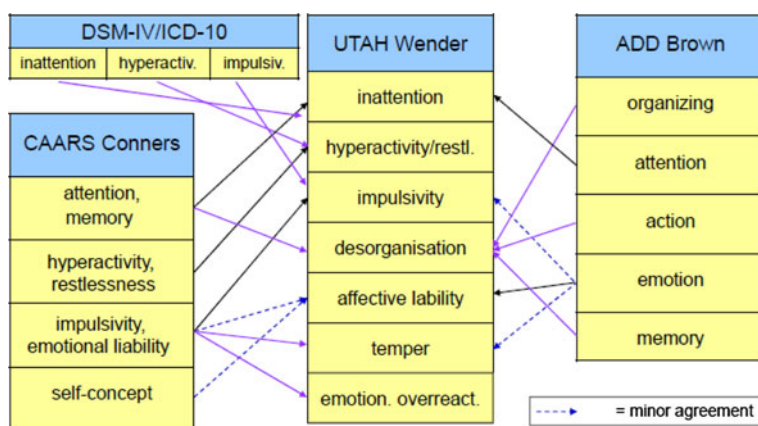 DSM-IV/ICD-10
inattention hyperactiv. impulsiv.
CAARS Conners
attention,
memory
hyperactivity,
restlessness
impulsivity,
emotional liability
self-concept
UTAH Wender
inattention
hyperactivity/restl.
impulsivity
desorganisation
affective lability
temper
emotion. overreact.
ADD Brown
organizing
attention
action
emotion
memory
= minor agreement